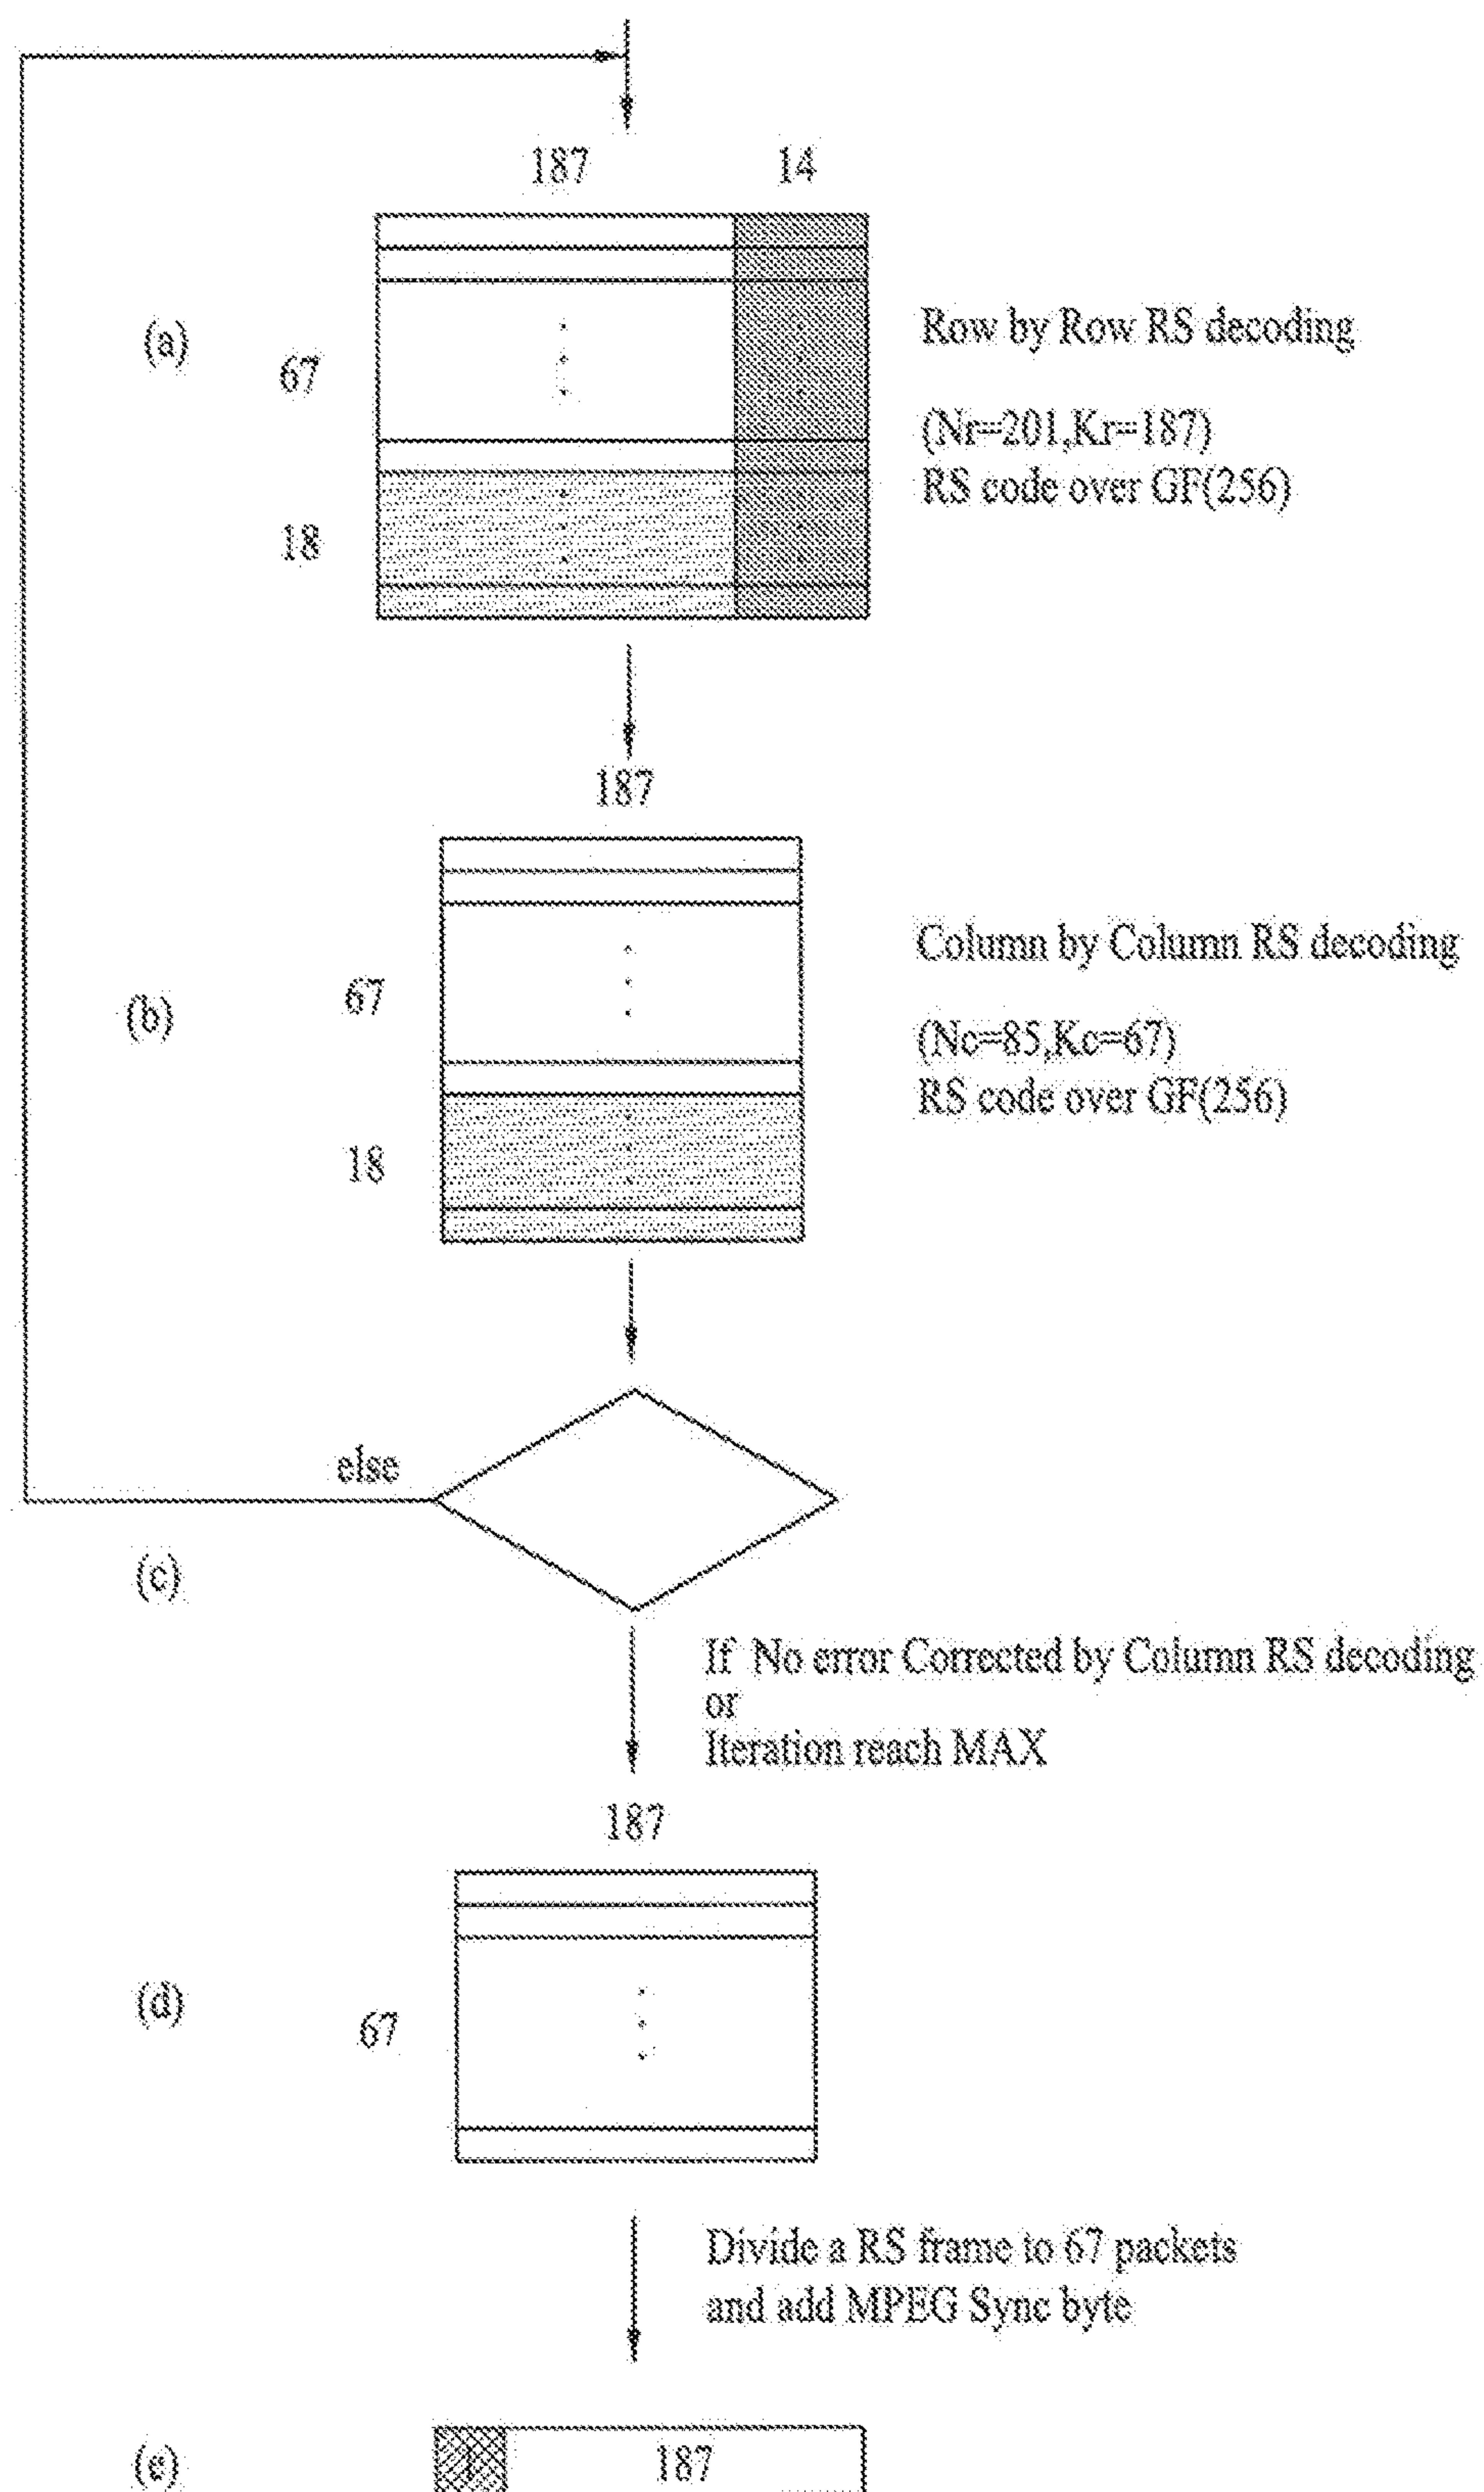 187 14
(a)
67
18
Row by Row RS decoding
(Nr=201,Kr=187)
RS code over GF(256)
187
(b)
67
18
Column by Column RS decoding
(Nc=85,Kc=67)
RS code over GF(256)
else
(c)
If No error Corrected by Column RS decoding
or
Iteration reach MAX
187
(d)
67
Divide a RS frame to 67 packets
and add MPEG Sync byte
(e)
1 187